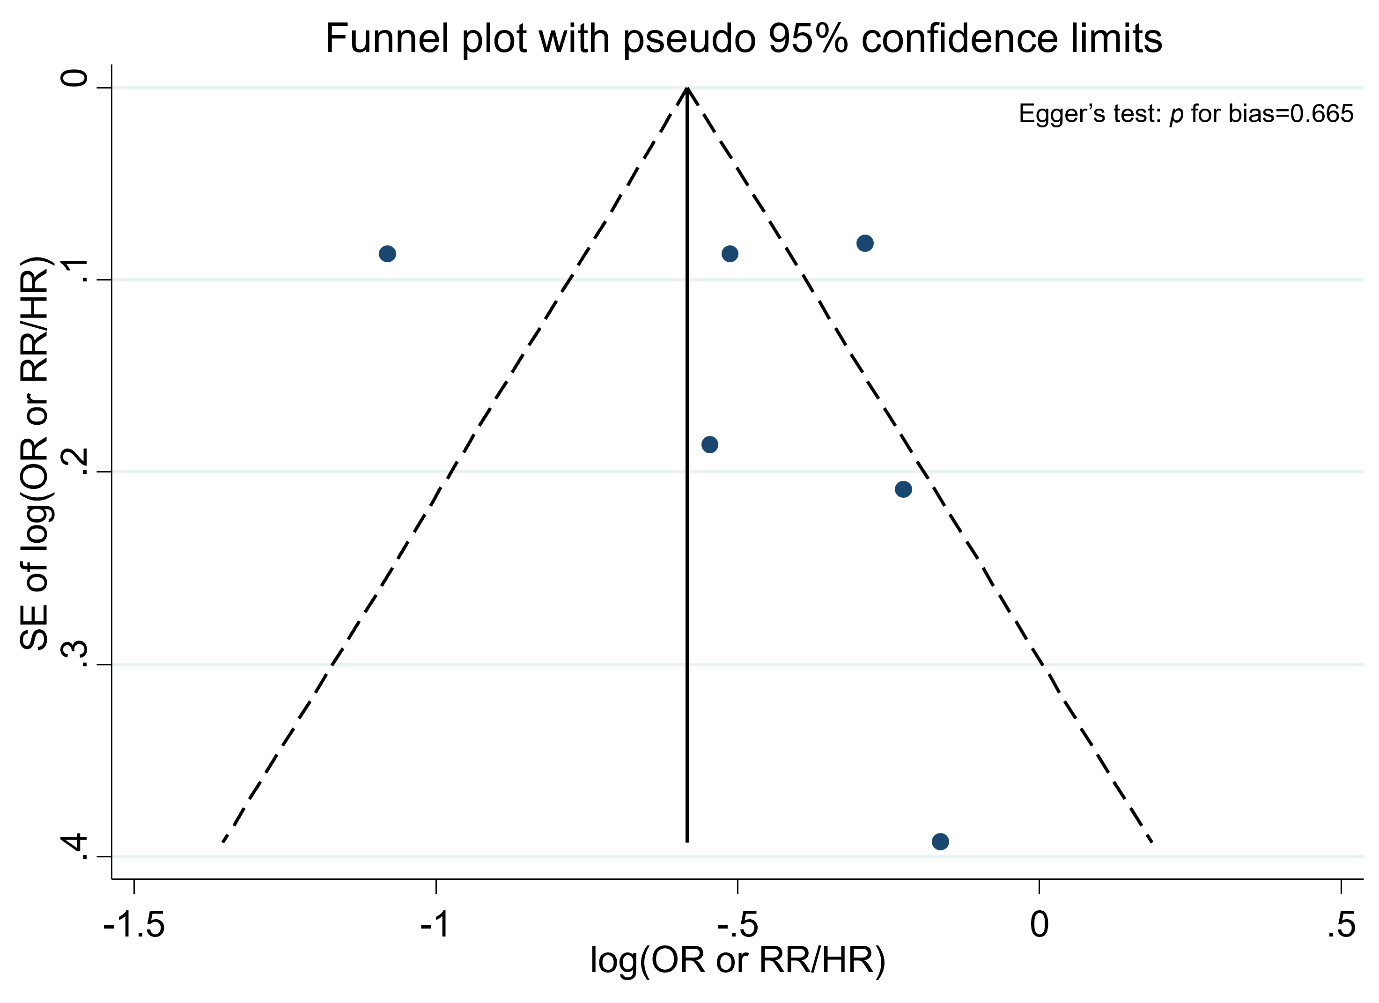 Funnel plot with pseudo 95% confidence limits
Egger's test: p for bias=0.665
SE of log(OR or RR/HR)
0
.1
.2
.3
.4
-1.5 -1 -.5 0 .5
log(OR or RR/HR)